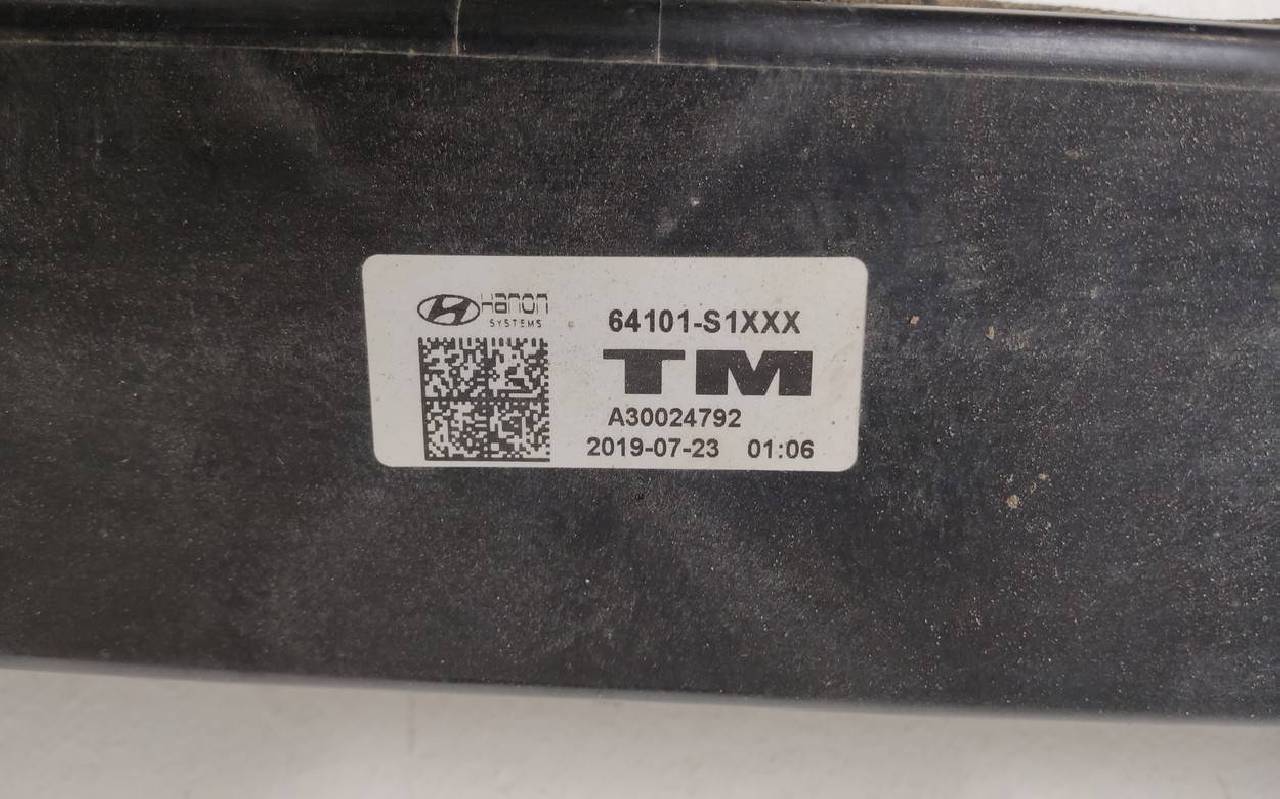 Hanon
SYSTEMS
64101-S1XXX
TM
A30024792
2019-07-23 01:06